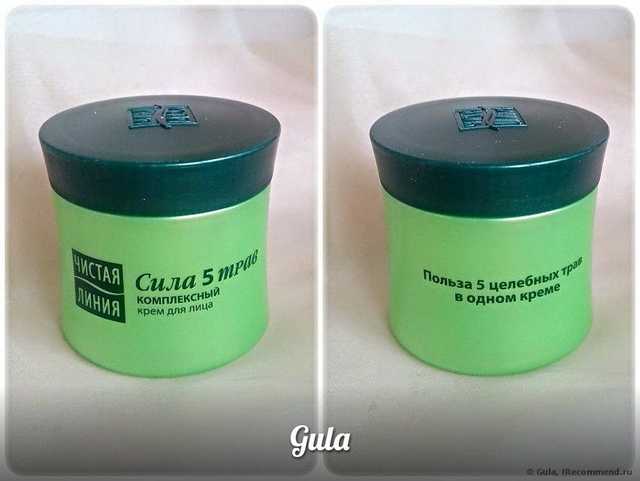 ЧИСТАЯ
ЛИНИЯ
Сила 5 трав
КОМПЛЕКСНЫЙ
крем для лица
Польза 5 целебных трав
в одном креме
Gula
© Gula, IRecommend.ru